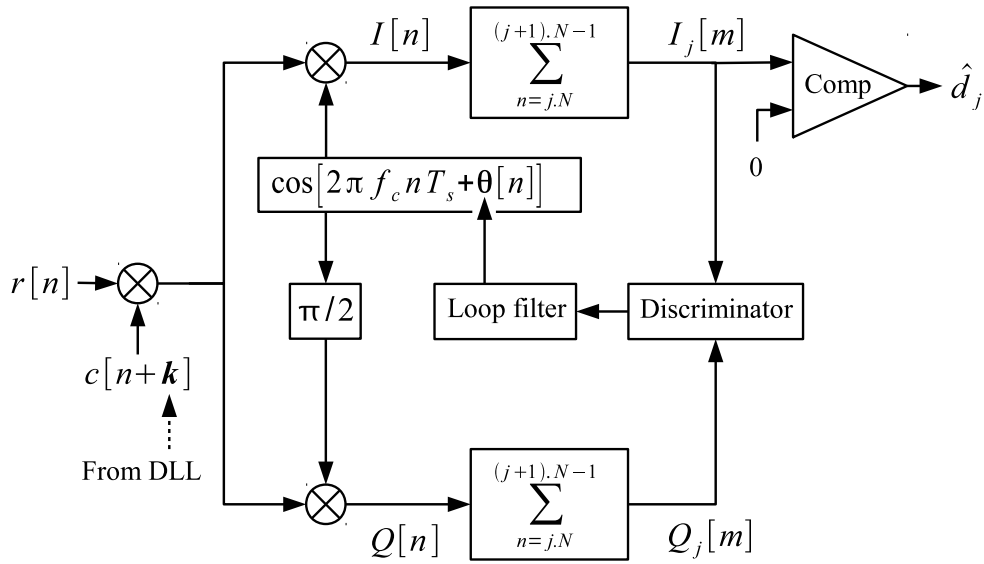 I[n]
(j+1).N−1
∑
n= j.N
I_j[m]
Comp
d̂_j
0
cos[2π f_c n T_s+θ[n]]
r[n]
π/2
Loop filter
Discriminator
c[n+k]
From DLL
Q[n]
(j+1).N−1
∑
n= j.N
Q_j[m]